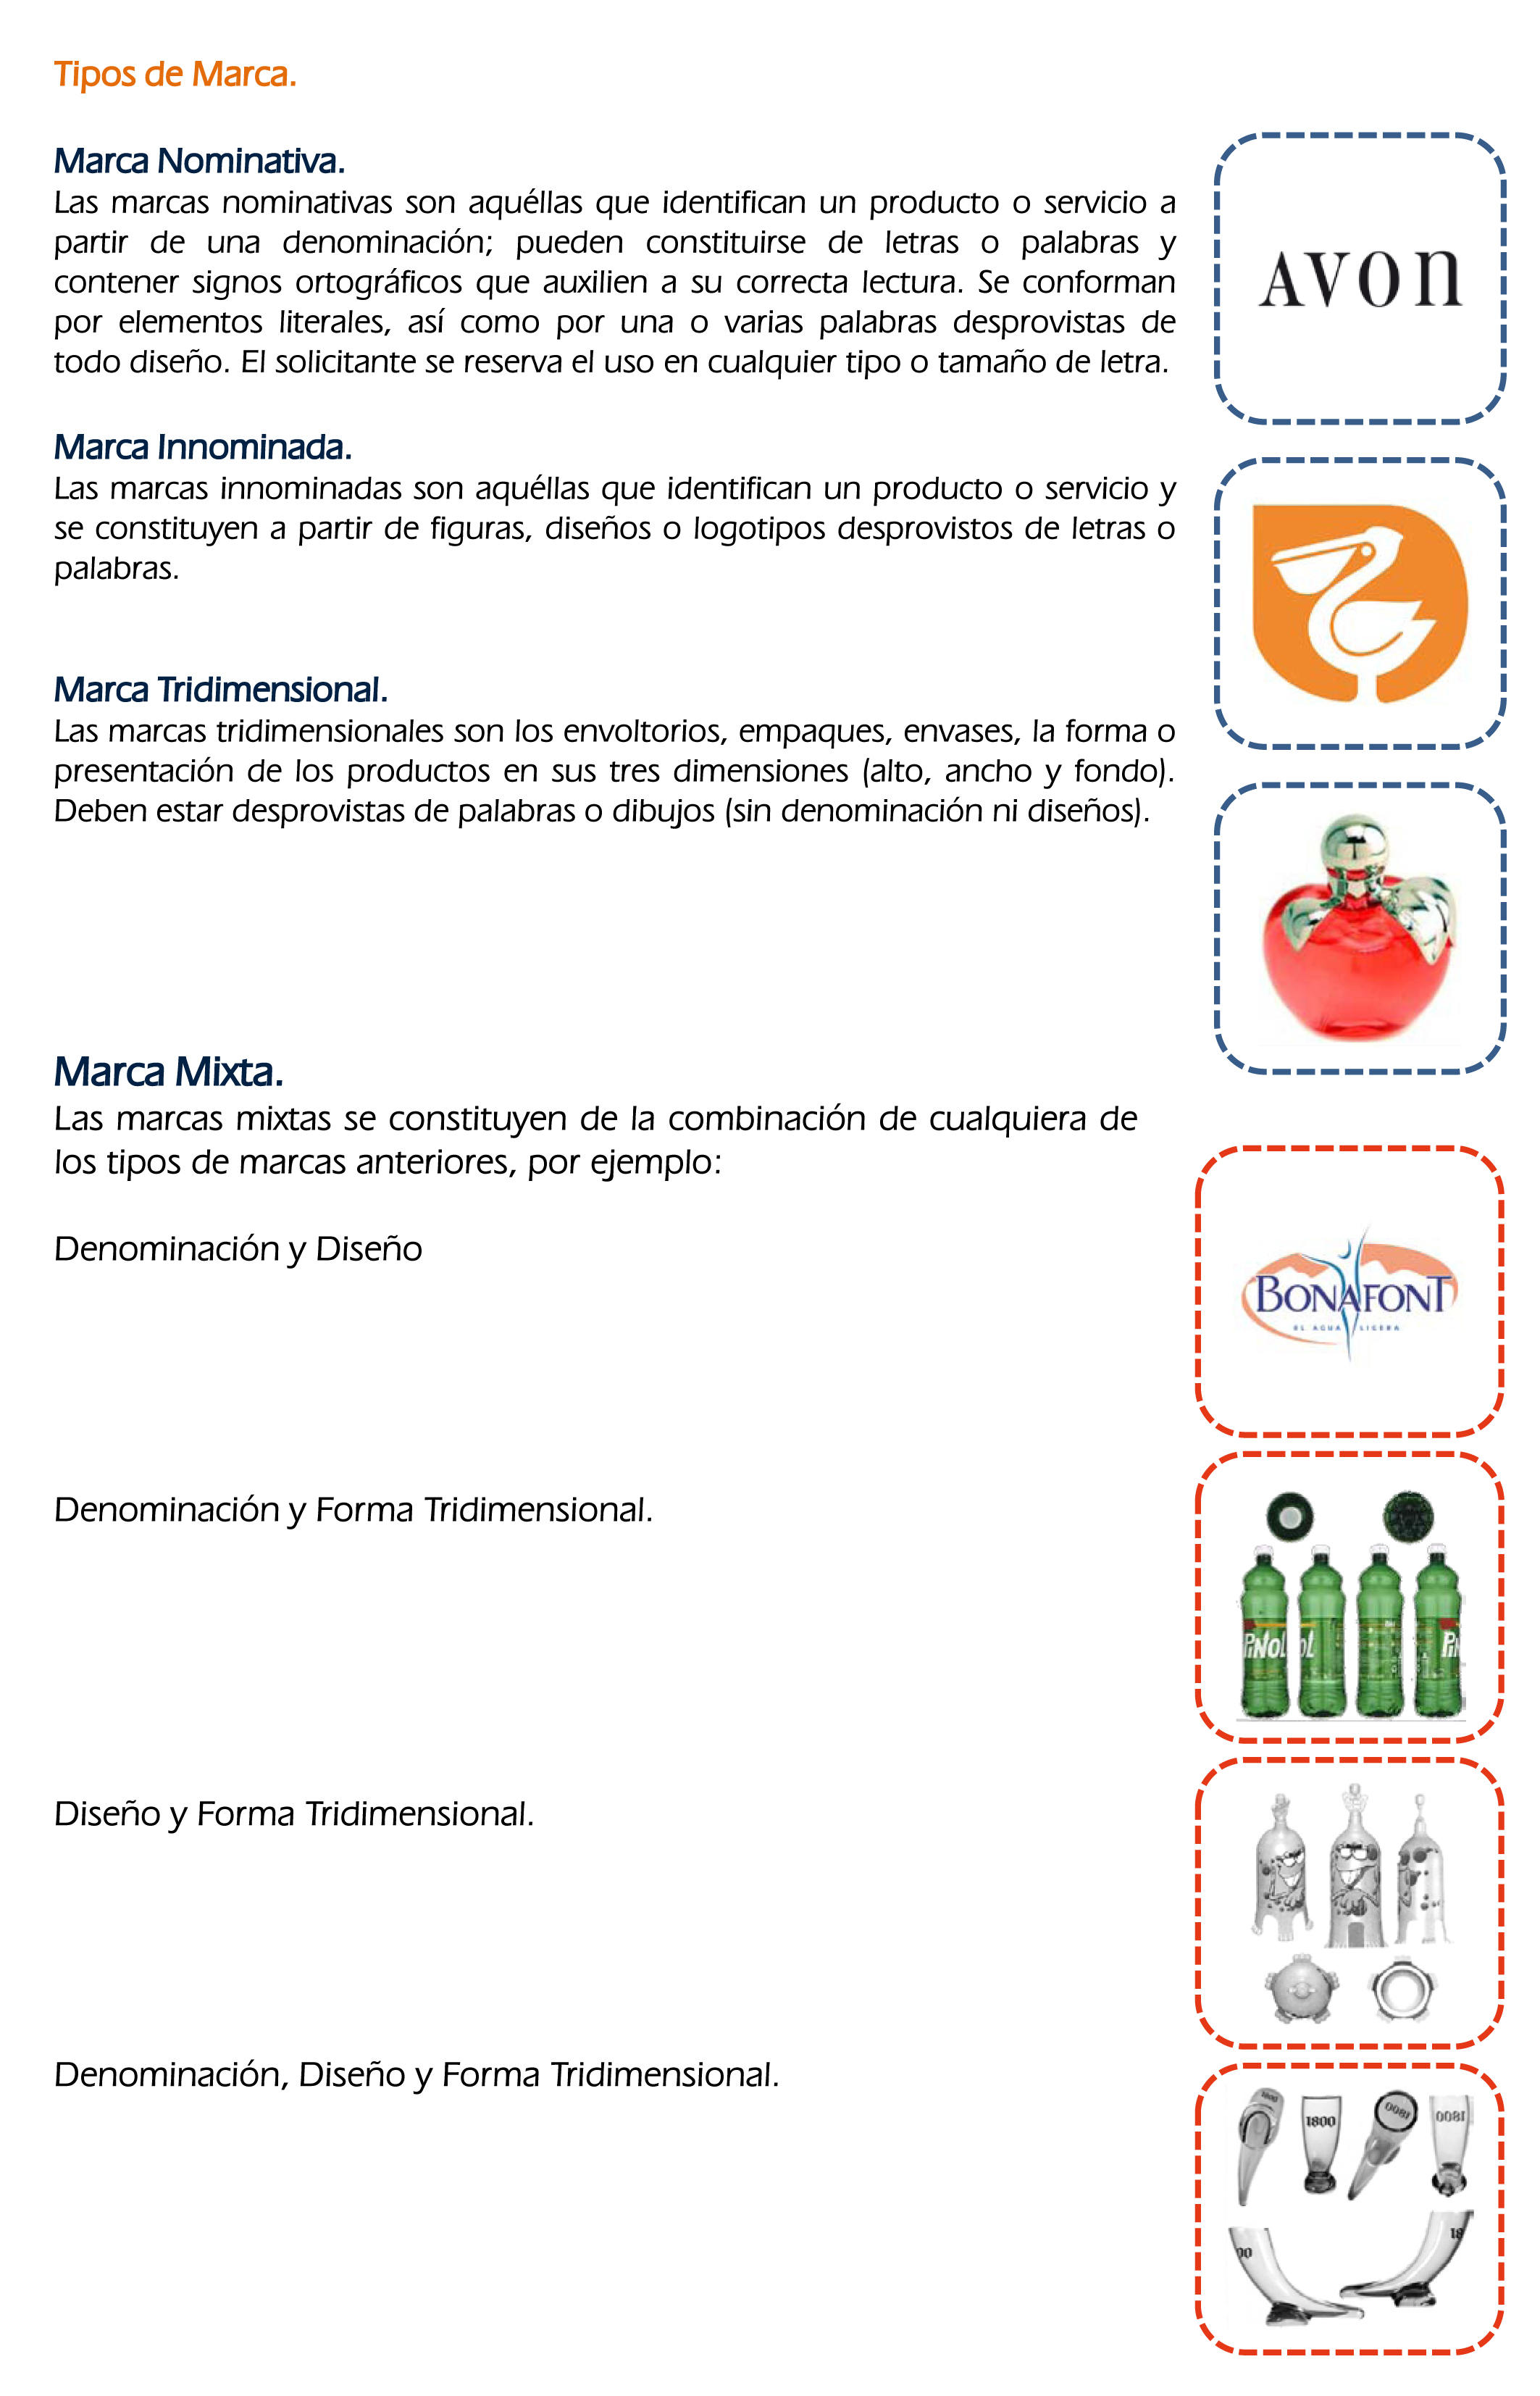 Tipos de Marca.
Marca Nominativa.
Las marcas nominativas son aquéllas que identifican un producto o servicio a
partir de una denominación; pueden constituirse de letras o palabras y
contener signos ortográficos que auxilien a su correcta lectura. Se conforman
por elementos literales, así como por una o varias palabras desprovistas de
todo diseño. El solicitante se reserva el uso en cualquier tipo o tamaño de letra.
AVON
Marca Innominada.
Las marcas innominadas son aquéllas que identifican un producto o servicio y
se constituyen a partir de figuras, diseños o logotipos desprovistos de letras o
palabras.
Marca Tridimensional.
Las marcas tridimensionales son los envoltorios, empaques, envases, la forma o
presentación de los productos en sus tres dimensiones (alto, ancho y fondo).
Deben estar desprovistas de palabras o dibujos (sin denominación ni diseños).
Marca Mixta.
Las marcas mixtas se constituyen de la combinación de cualquiera de
los tipos de marcas anteriores, por ejemplo:
Denominación y Diseño
BONAFONT
EL AGUA LIGERA
Denominación y Forma Tridimensional.
PiNOL
OL
PiN
Diseño y Forma Tridimensional.
Denominación, Diseño y Forma Tridimensional.
1800
1800
1800
1800
00
18